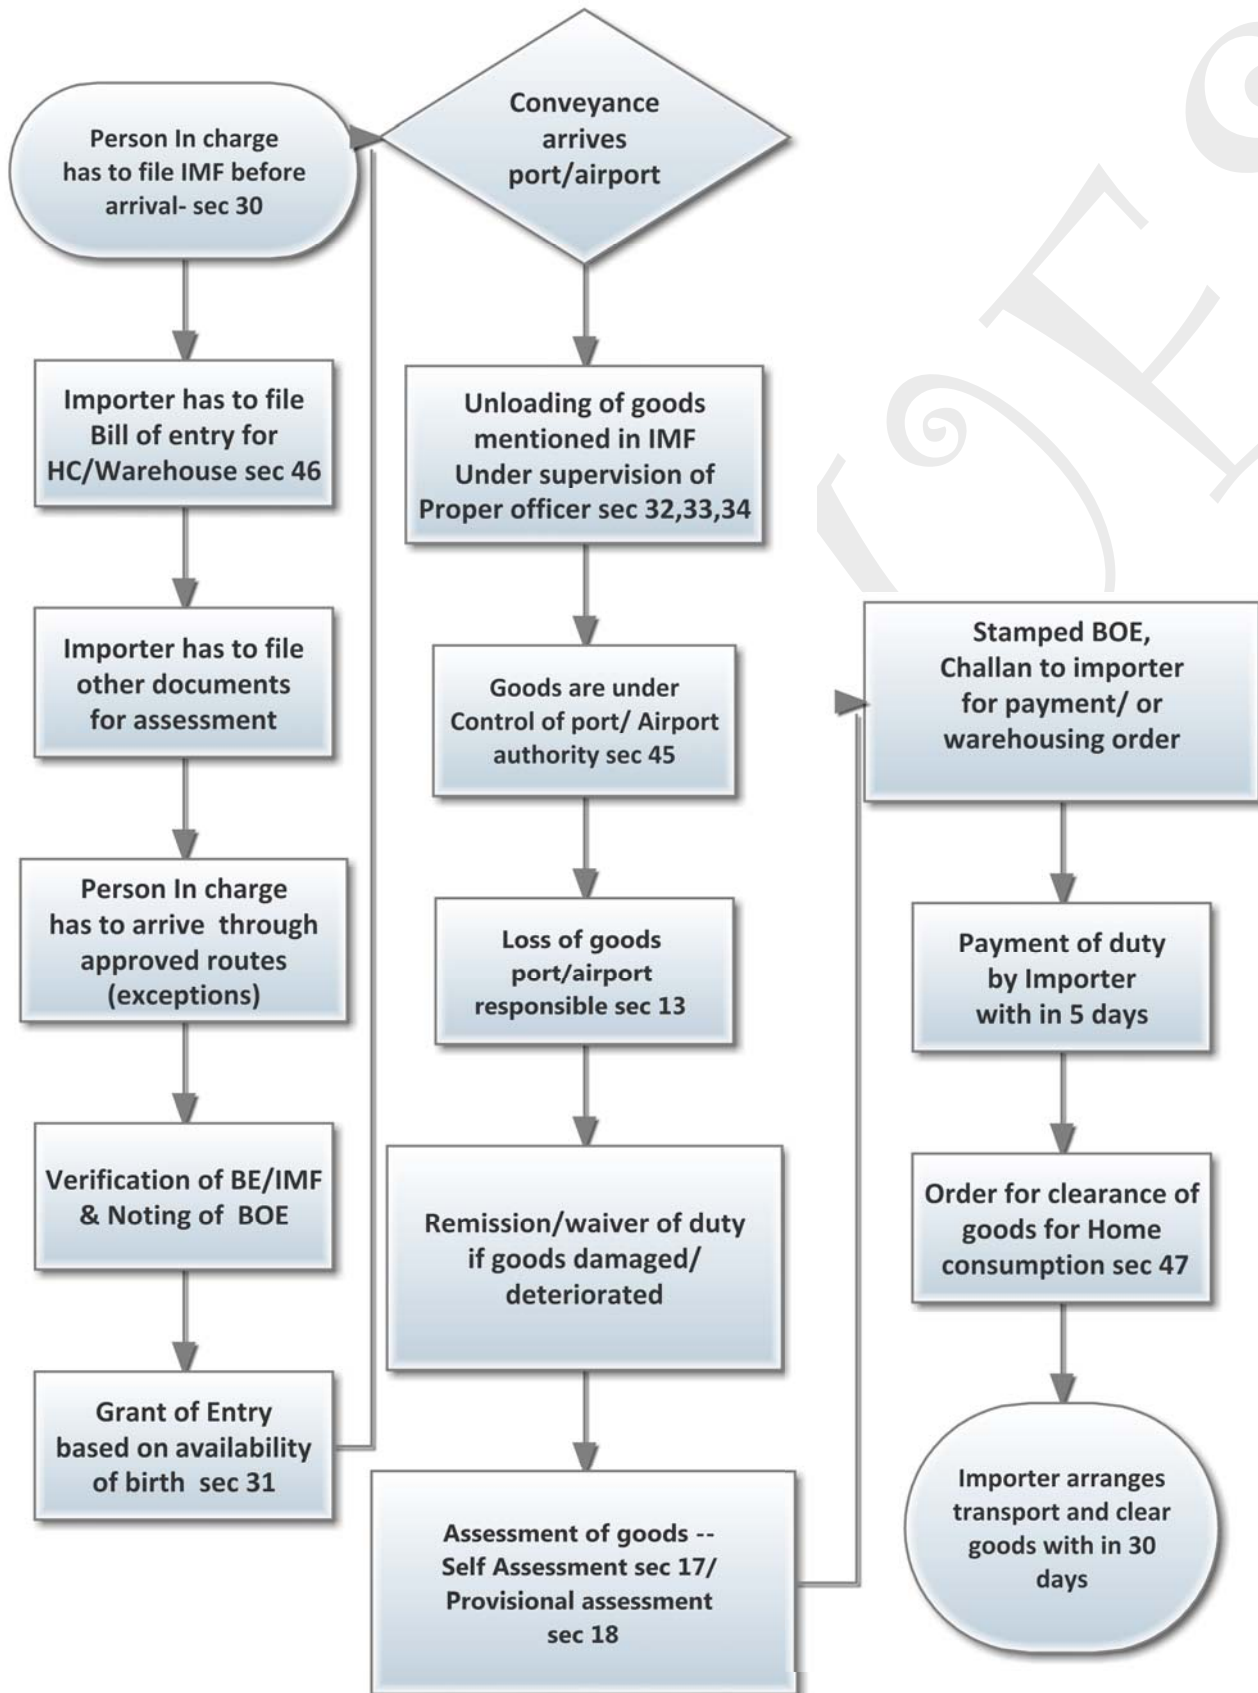 Person In charge
has to file IMF before
arrival- sec 30
Importer has to file
Bill of entry for
HC/Warehouse sec 46
Importer has to file
other documents
for assessment
Person In charge
has to arrive through
approved routes
(exceptions)
Verification of BE/IMF
& Noting of BOE
Grant of Entry
based on availability
of birth sec 31
Conveyance
arrives
port/airport
Unloading of goods
mentioned in IMF
Under supervision of
Proper officer sec 32,33,34
Goods are under
Control of port/ Airport
authority sec 45
Loss of goods
port/airport
responsible sec 13
Remission/waiver of duty
if goods damaged/
deteriorated
Assessment of goods --
Self Assessment sec 17/
Provisional assessment
sec 18
Stamped BOE,
Challan to importer
for payment/ or
warehousing order
Payment of duty
by Importer
with in 5 days
Order for clearance of
goods for Home
consumption sec 47
Importer arranges
transport and clear
goods with in 30
days